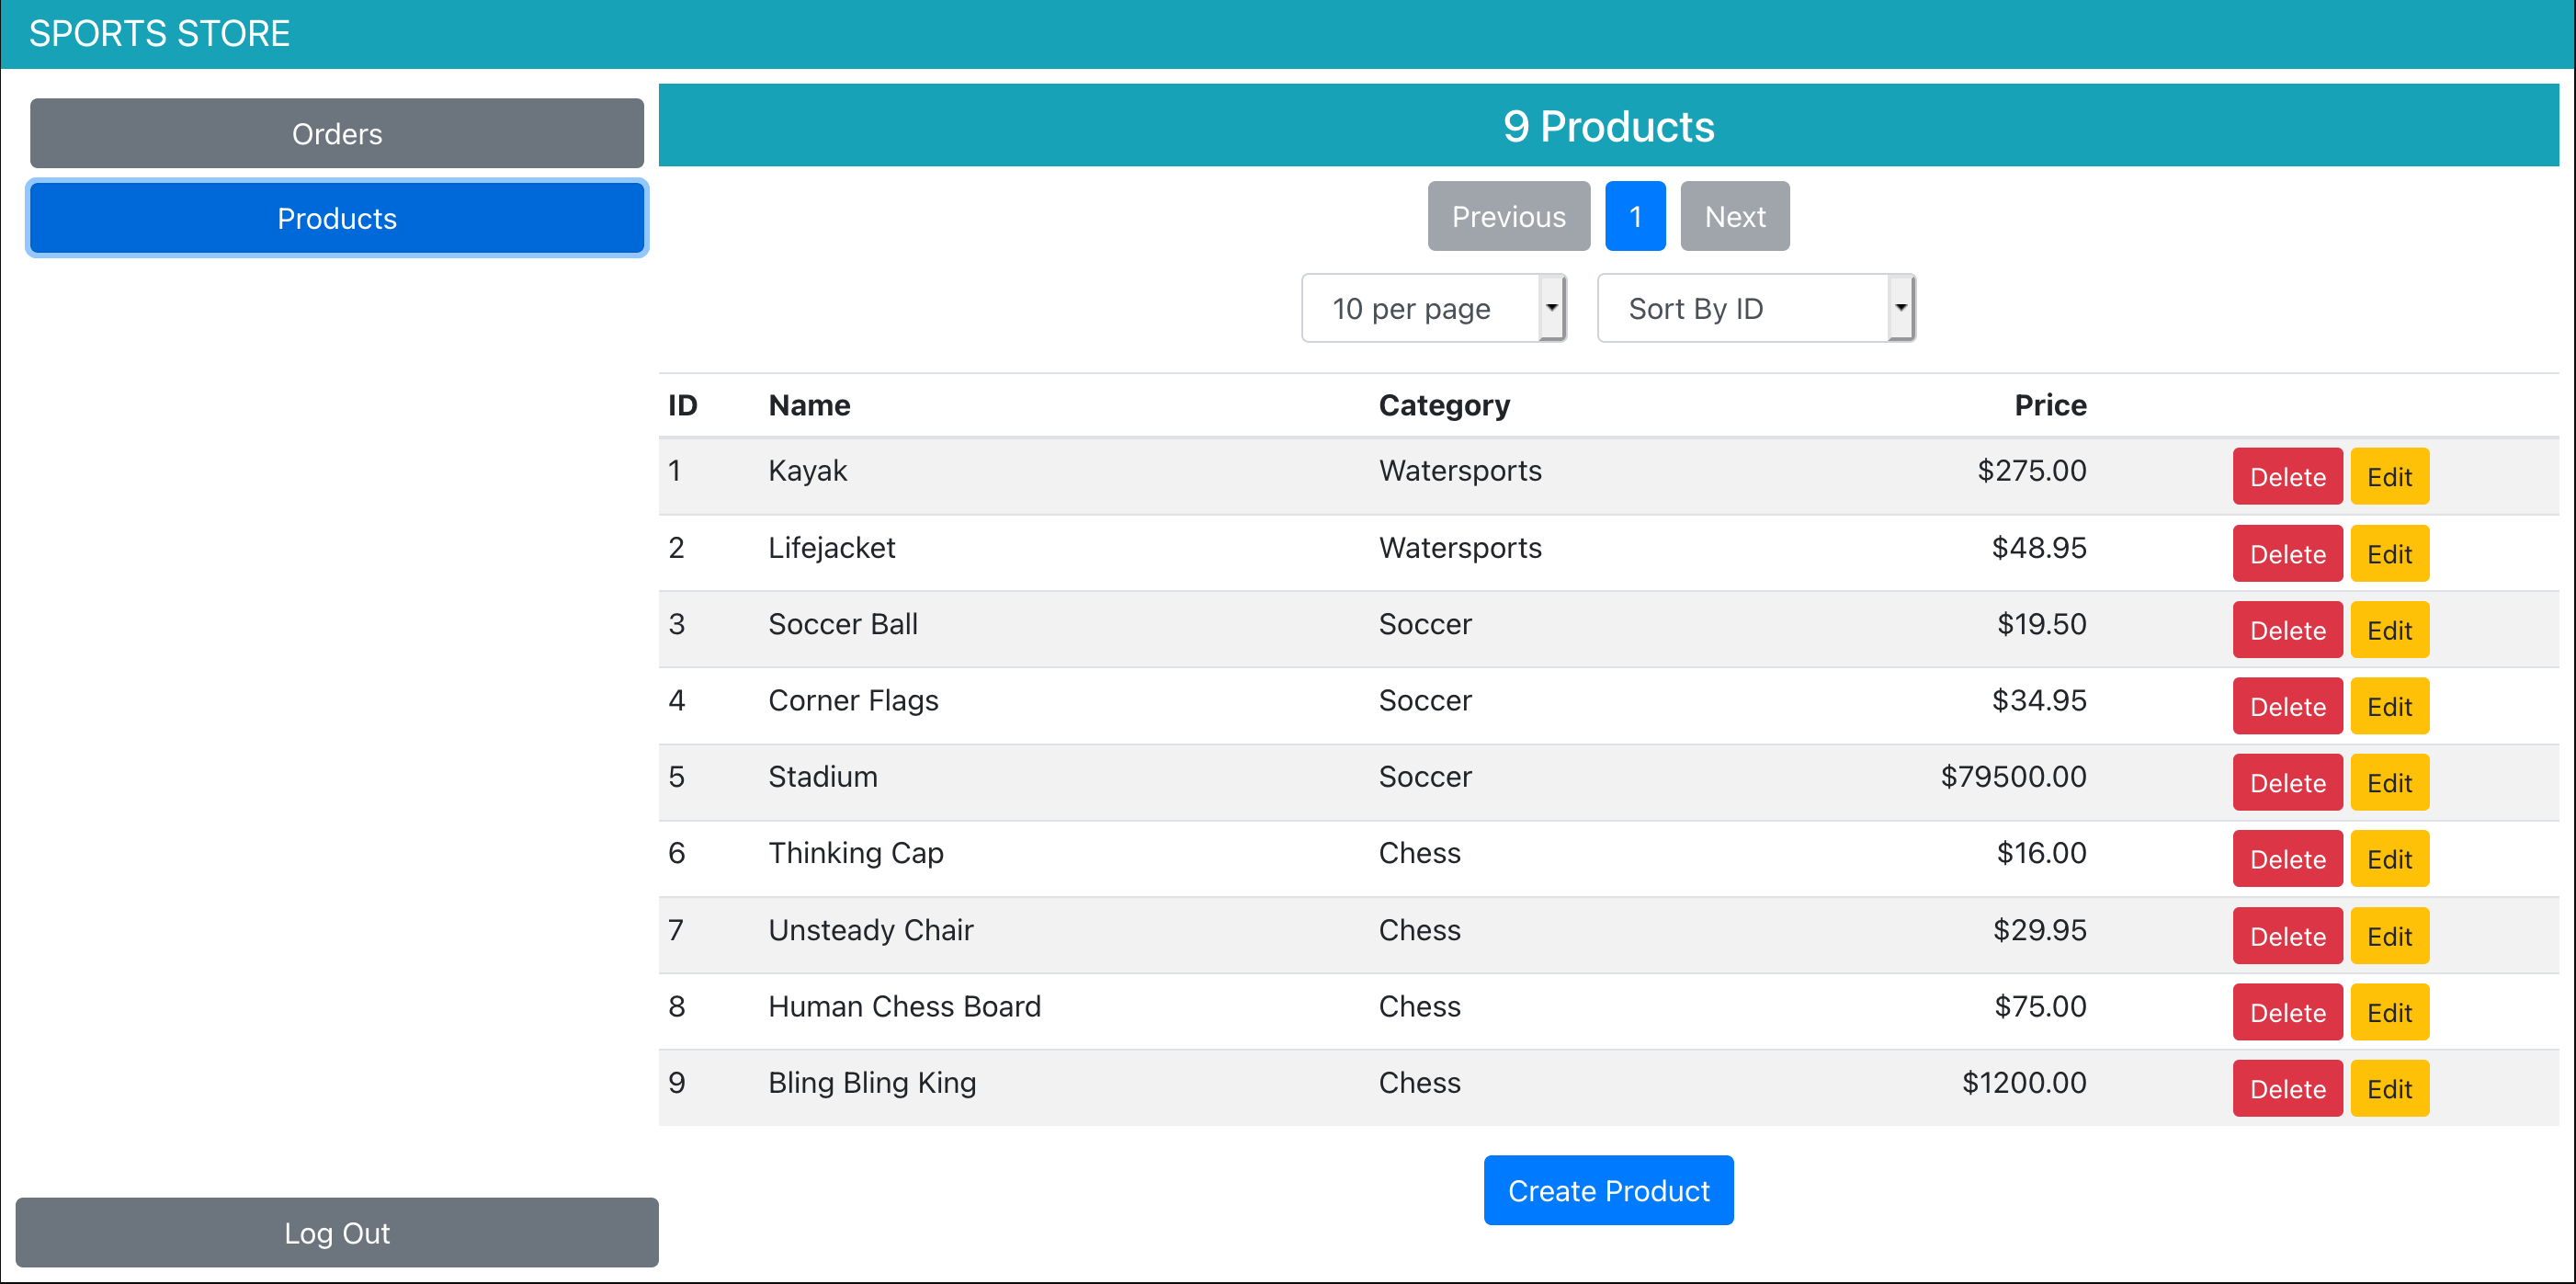 SPORTS STORE
Orders
Products
Log Out
9 Products
Previous 1 Next
10 per page Sort By ID
ID Name Category Price
1 Kayak Watersports $275.00 Delete Edit
2 Lifejacket Watersports $48.95 Delete Edit
3 Soccer Ball Soccer $19.50 Delete Edit
4 Corner Flags Soccer $34.95 Delete Edit
5 Stadium Soccer $79500.00 Delete Edit
6 Thinking Cap Chess $16.00 Delete Edit
7 Unsteady Chair Chess $29.95 Delete Edit
8 Human Chess Board Chess $75.00 Delete Edit
9 Bling Bling King Chess $1200.00 Delete Edit
Create Product